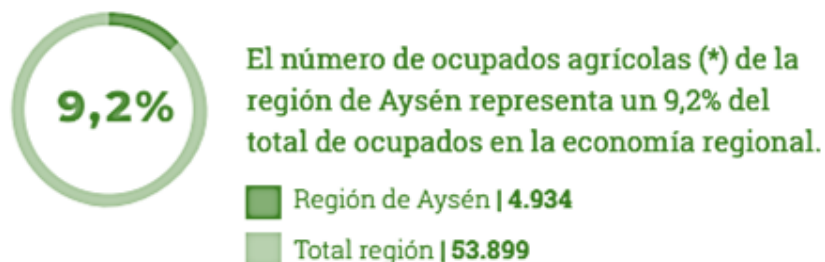 9,2%
El número de ocupados agrícolas (*) de la
región de Aysén representa un 9,2% del
total de ocupados en la economía regional.
Región de Aysén | 4.934
Total región | 53.899